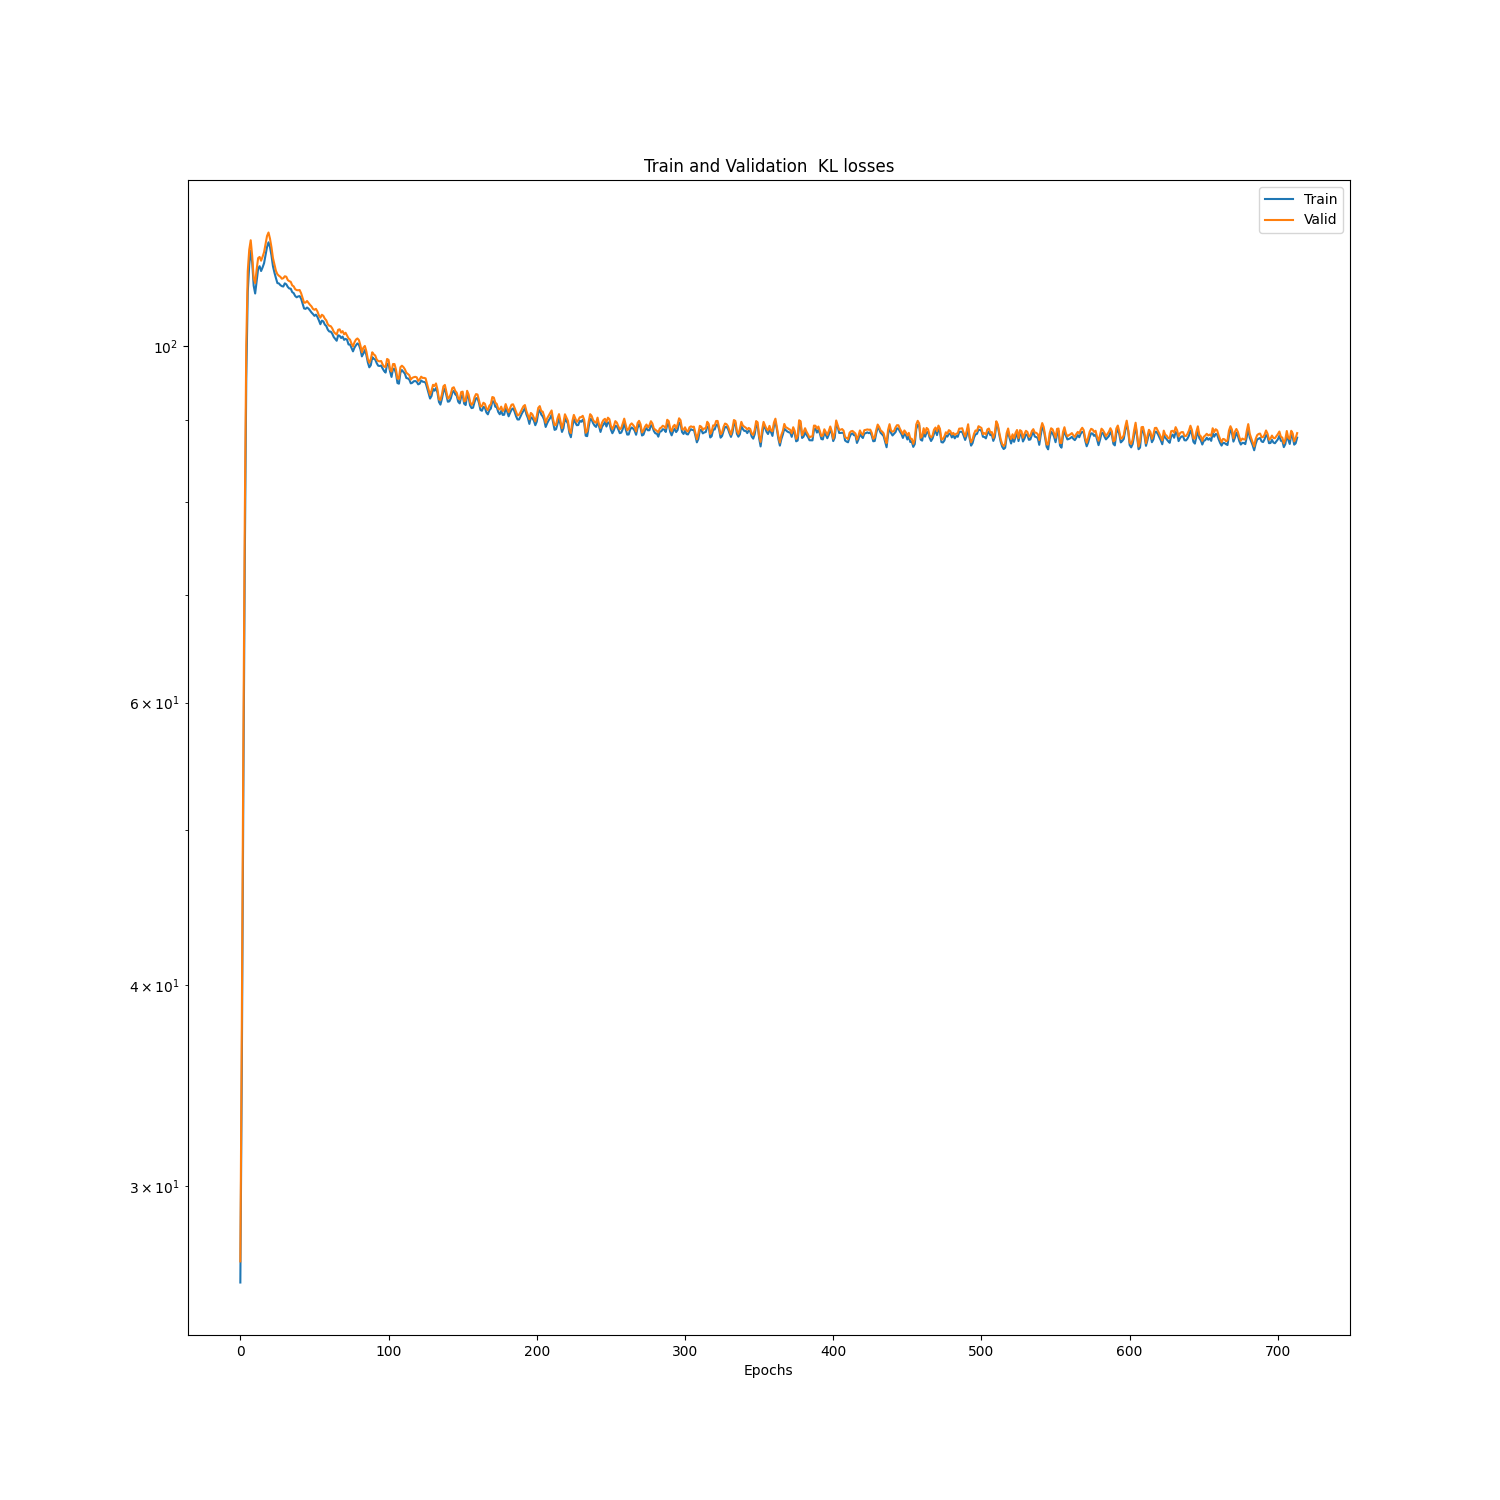 Train and Validation  KL losses
Train
Valid
10²
6 × 10¹
4 × 10¹
3 × 10¹
0 100 200 300 400 500 600 700
Epochs